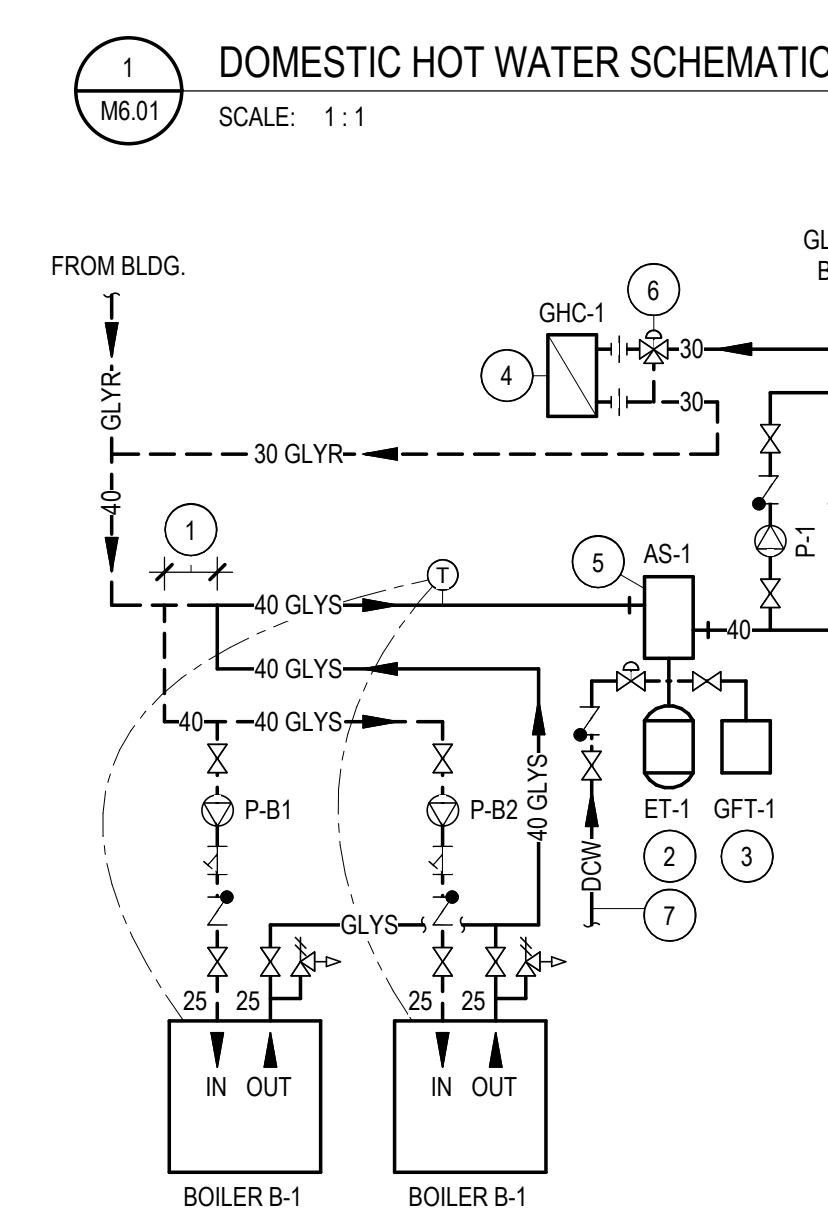 1
M6.01
DOMESTIC HOT WATER SCHEMATIC
SCALE: 1 : 1
FROM BLDG.
GLYR
40
30 GLYR
GHC-1
4
6
30
30
1
T
40 GLYS
40 GLYS
40
40 GLYS
40 GLYS
5
AS-1
40
P-1
P-B1
P-B2
ET-1
GFT-1
2
3
7
DCW
GLYS
25
25
25
25
IN OUT
IN OUT
BOILER B-1
BOILER B-1